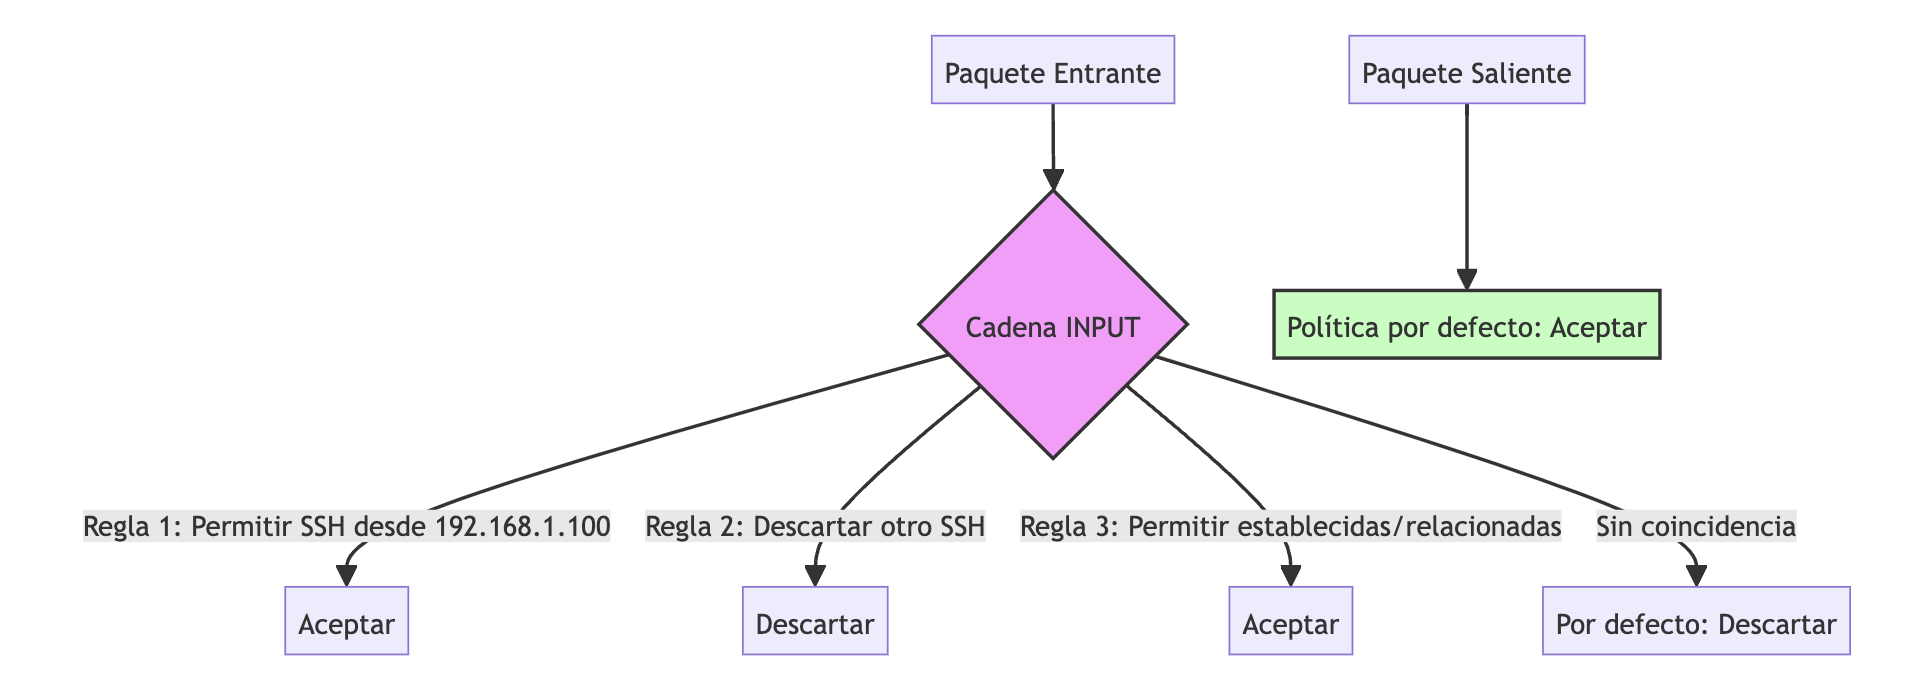 Paquete Entrante
Paquete Saliente
Cadena INPUT
Política por defecto: Aceptar
Regla 1: Permitir SSH desde 192.168.1.100
Regla 2: Descartar otro SSH
Regla 3: Permitir establecidas/relacionadas
Sin coincidencia
Aceptar
Descartar
Aceptar
Por defecto: Descartar